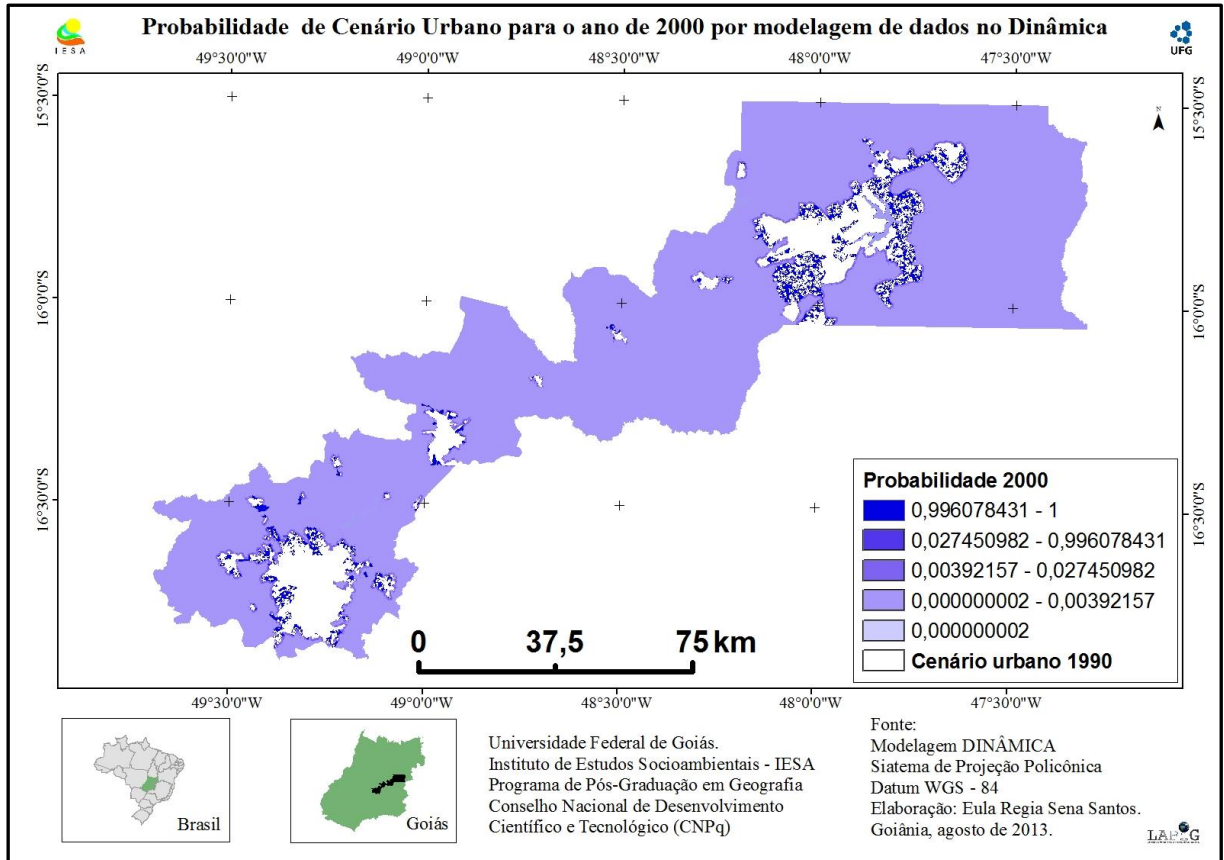 Probabilidade de Cenário Urbano para o ano de 2000 por modelagem de dados no Dinâmica
IESA
UFG
49°30'0"W 49°0'0"W 48°30'0"W 48°0'0"W 47°30'0"W
15°30'0"S
15°30'0"S
N
16°0'0"S
16°0'0"S
16°30'0"S
16°30'0"S
Probabilidade 2000
0,996078431 - 1
0,027450982 - 0,996078431
0,00392157 - 0,027450982
0,000000002 - 0,00392157
0,000000002
Cenário urbano 1990
0 37,5 75 km
49°30'0"W 49°0'0"W 48°30'0"W 48°0'0"W 47°30'0"W
Brasil
Goiás
Universidade Federal de Goiás.
Instituto de Estudos Socioambientais - IESA
Programa de Pós-Graduação em Geografia
Conselho Nacional de Desenvolvimento
Científico e Tecnológico (CNPq)
Fonte:
Modelagem DINÂMICA
Siatema de Projeção Policônica
Datum WGS - 84
Elaboração: Eula Regia Sena Santos.
Goiânia, agosto de 2013.
LAPIG